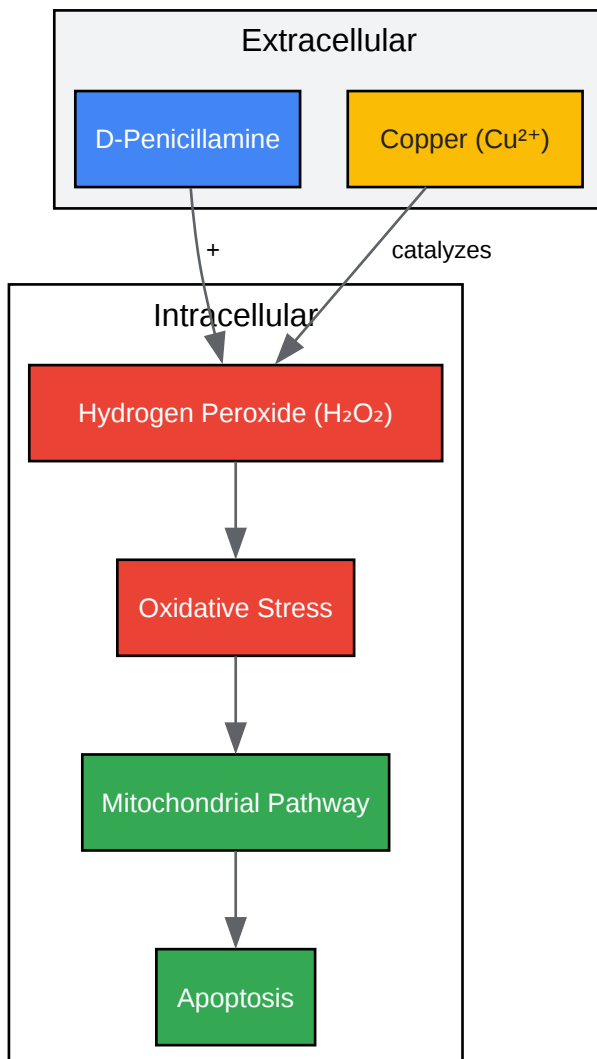 Extracellular
D-Penicillamine
Copper (Cu²⁺)
+
catalyzes
Intracellular
Hydrogen Peroxide (H₂O₂)
Oxidative Stress
Mitochondrial Pathway
Apoptosis